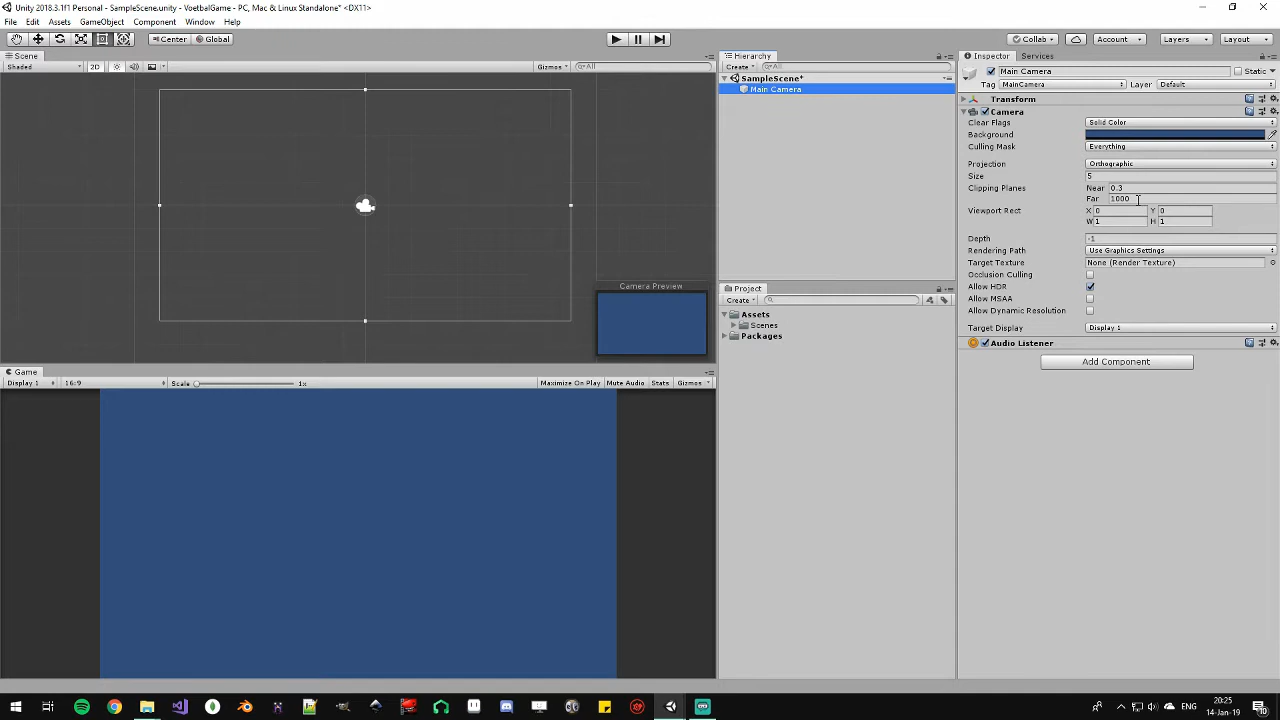 Unity 2018.3.1f1 Personal - SampleScene.unity - VoetbalGame - PC, Mac & Linux Standalone* <DX11>
File Edit Assets GameObject Component Window Help
Center Global Collab Account Layers Layout
Scene
Shaded 2D Gizmos All
Camera Preview
Game
Display 1 16:9 Scale 1x Maximize On Play Mute Audio Stats Gizmos
Hierarchy
Create All
SampleScene*
Main Camera
Project
Create
Assets
Scenes
Packages
Inspector Services
Main Camera Static
Tag MainCamera Layer Default
Transform
Camera
Clear Flags Solid Color
Background
Culling Mask Everything
Projection Orthographic
Size 5
Clipping Planes Near 0.3
Far 1000
Viewport Rect X 0 Y 0
W 1 H 1
Depth -1
Rendering Path Use Graphics Settings
Target Texture None (Render Texture)
Occlusion Culling
Allow HDR
Allow MSAA
Allow Dynamic Resolution
Target Display Display 1
Audio Listener
Add Component
ENG 20:25
14-Jan-19